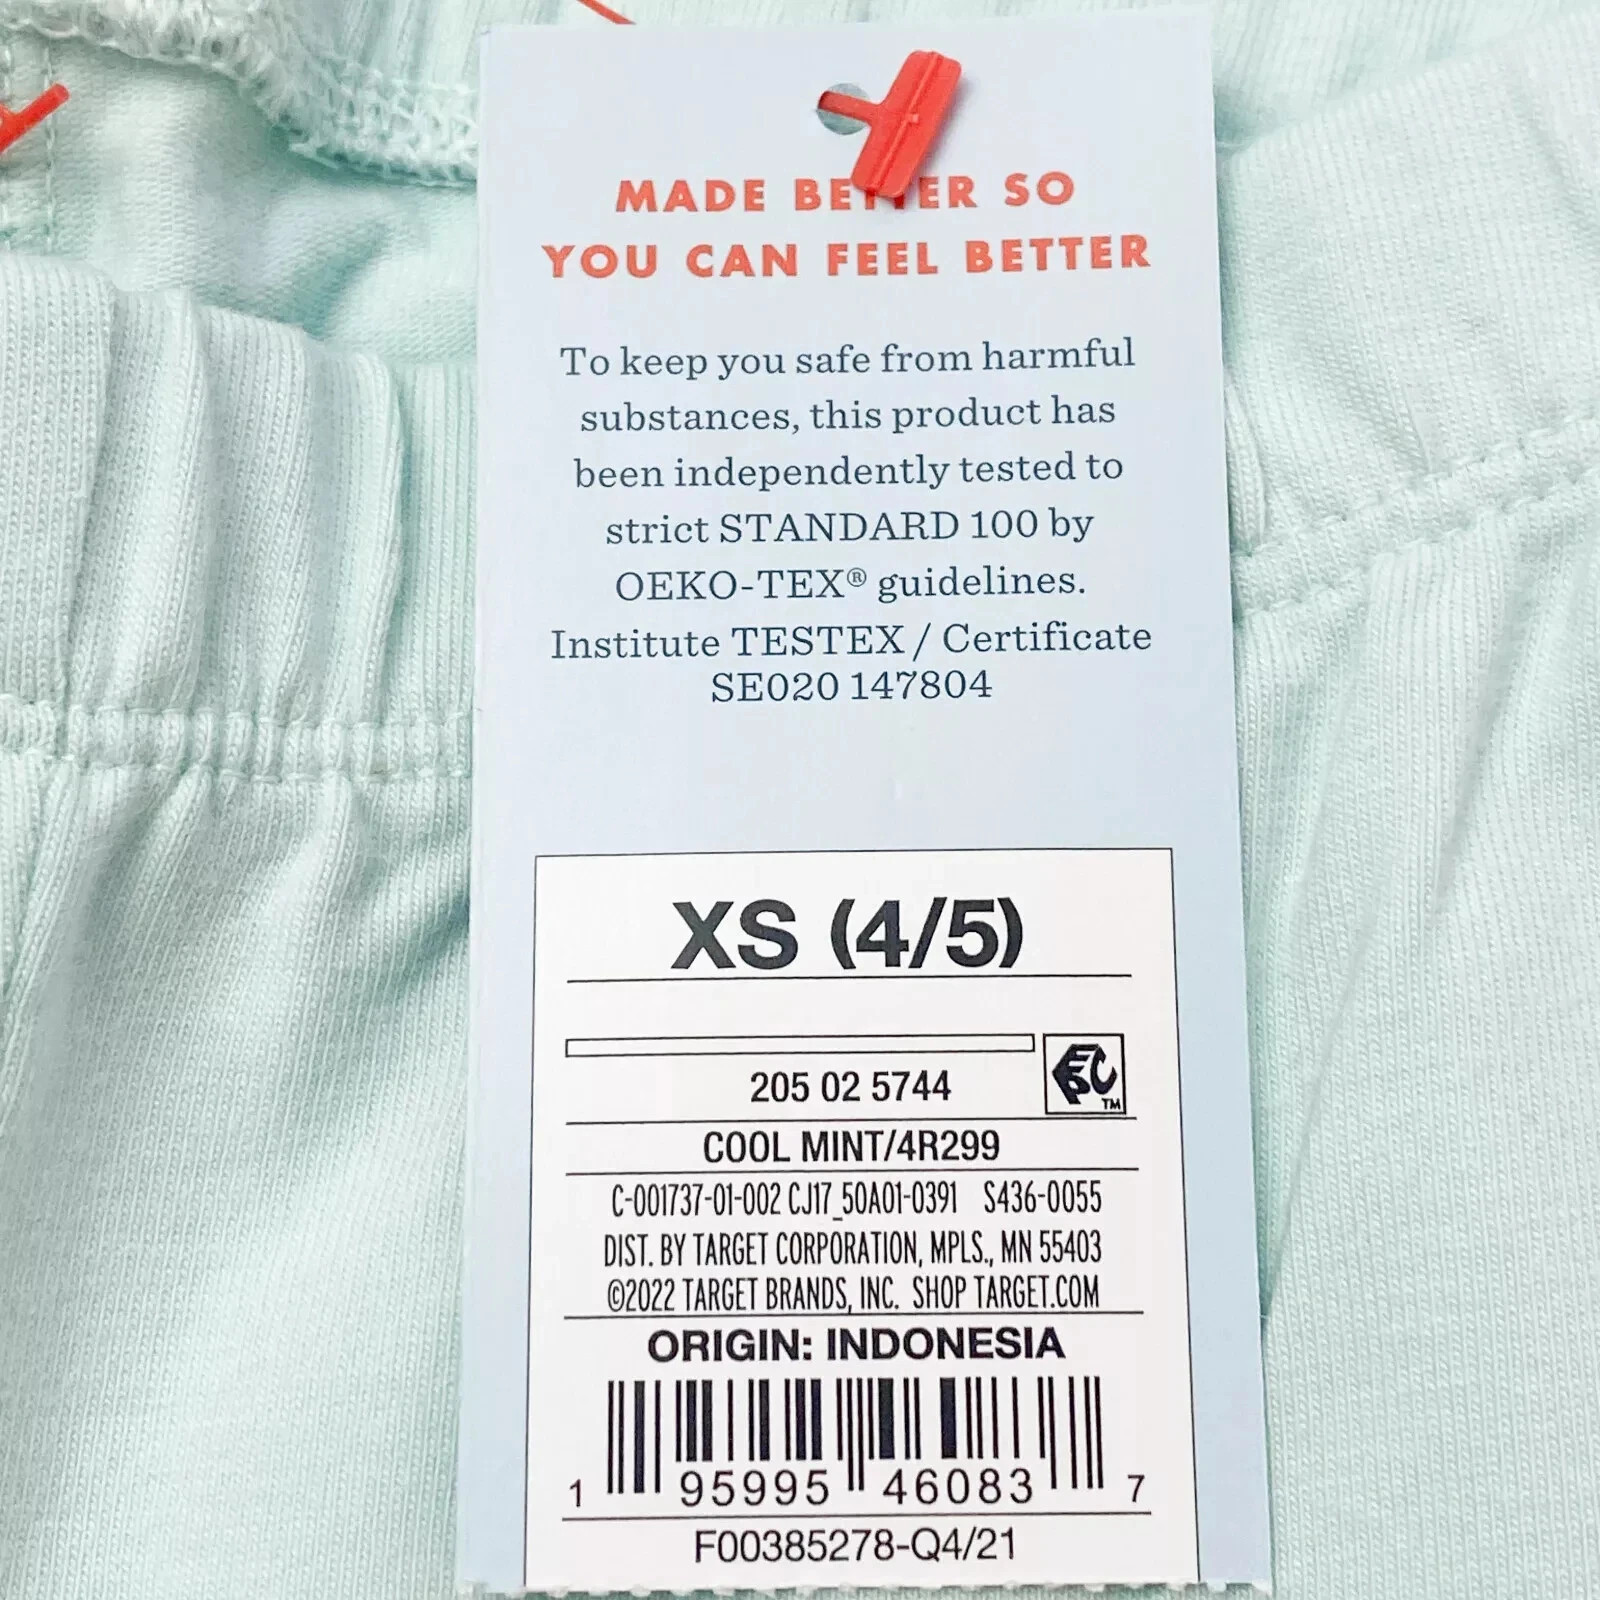 MADE BETTER SO
YOU CAN FEEL BETTER
To keep you safe from harmful
substances, this product has
been independently tested to
strict STANDARD 100 by
OEKO-TEX® guidelines.
Institute TESTEX / Certificate
SE020 147804
XS (4/5)
205 02 5744
EPC™
COOL MINT/4R299
C-001737-01-002 CJ17_50A01-0391 S436-0055
DIST. BY TARGET CORPORATION, MPLS., MN 55403
©2022 TARGET BRANDS, INC. SHOP TARGET.COM
ORIGIN: INDONESIA
1 95995 46083 7
F00385278-Q4/21